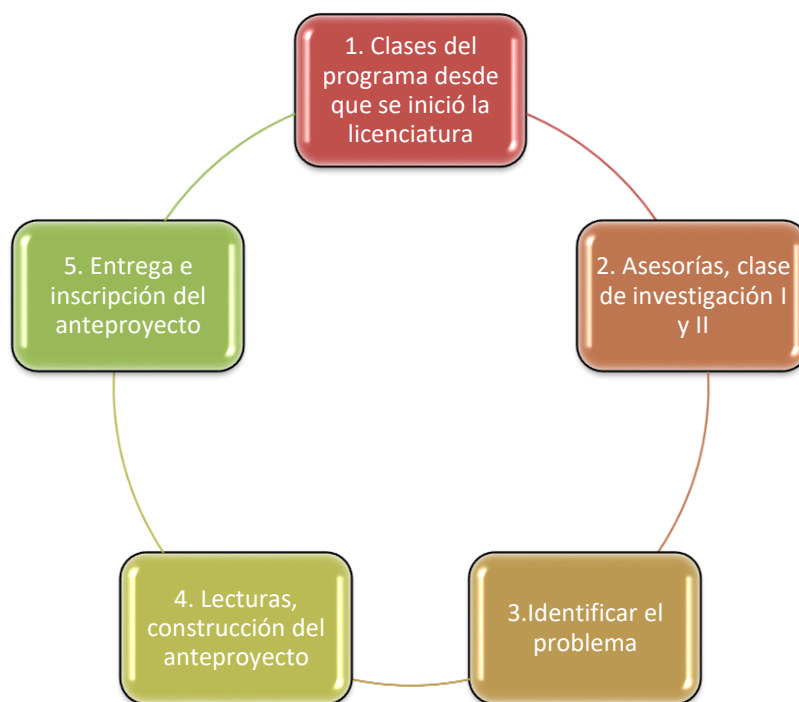 1. Clases del
programa desde
que se inició la
licenciatura
2. Asesorías, clase
de investigación I
y II
3.Identificar el
problema
4. Lecturas,
construcción del
anteproyecto
5. Entrega e
inscripción del
anteproyecto